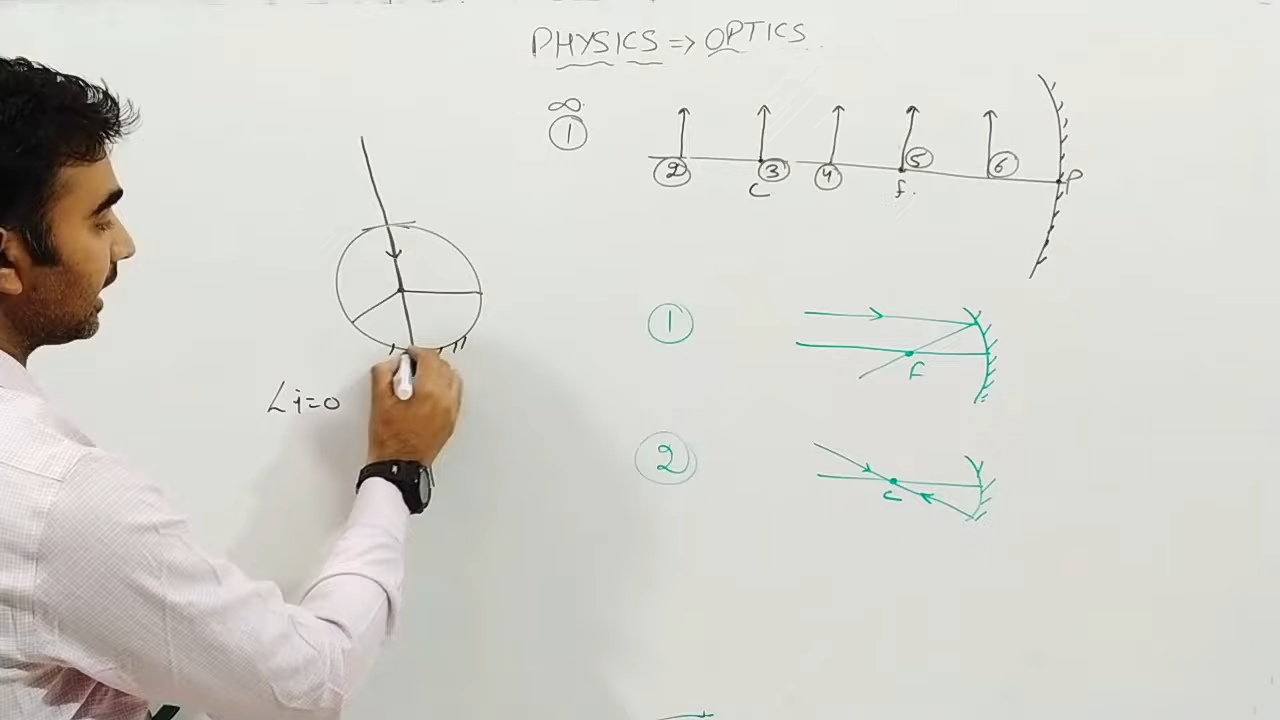 PHYSICS ⇒ OPTICS
∞
①
② ③ ④ ⑤ ⑥ P
C f.
① F
∠i=0
② C